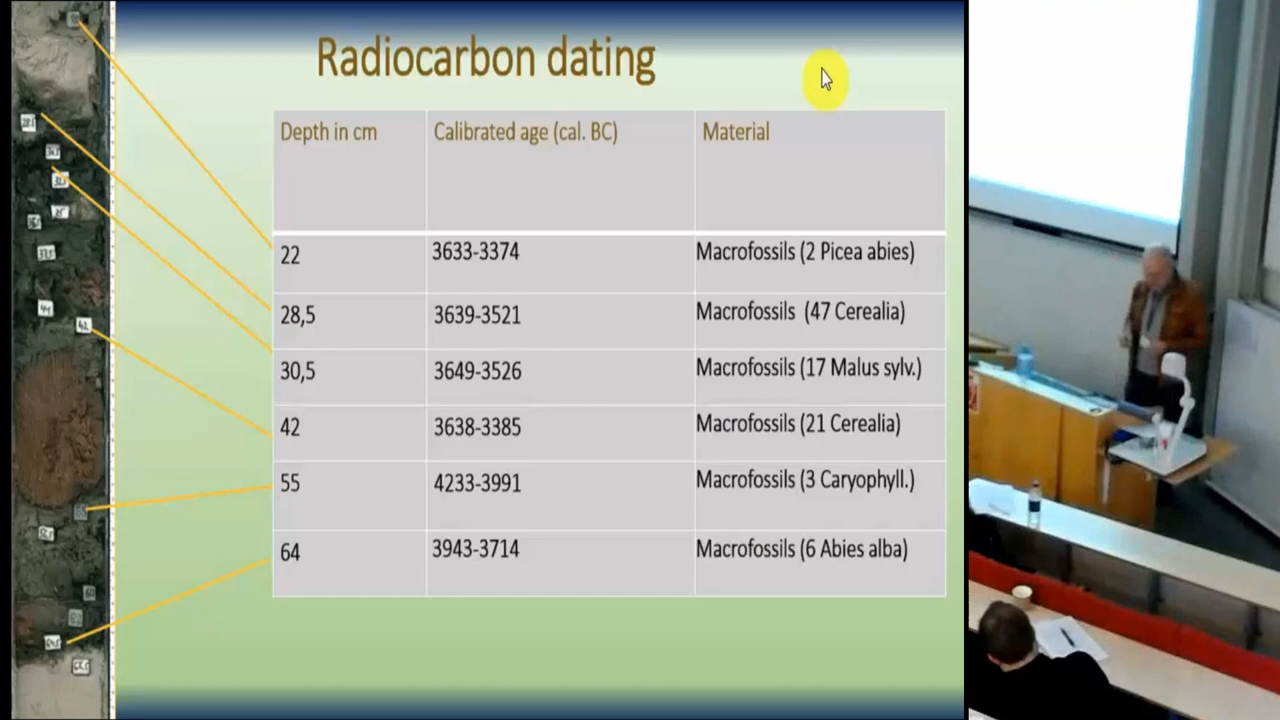 Radiocarbon dating
Depth in cm Calibrated age (cal. BC) Material
22 3633-3374 Macrofossils (2 Picea abies)
28,5 3639-3521 Macrofossils (47 Cerealia)
30,5 3649-3526 Macrofossils (17 Malus sylv.)
42 3638-3385 Macrofossils (21 Cerealia)
55 4233-3991 Macrofossils (3 Caryophyll.)
64 3943-3714 Macrofossils (6 Abies alba)